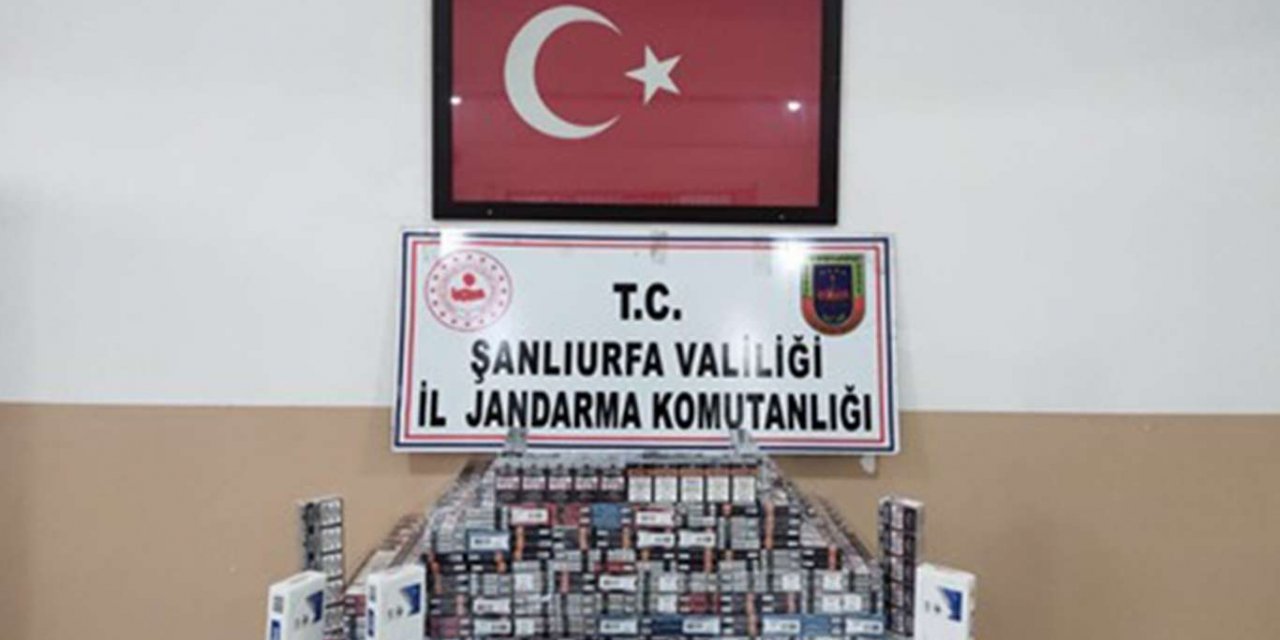 T.C.
ŞANLIURFA VALİLİĞİ
İL JANDARMA KOMUTANLIĞI